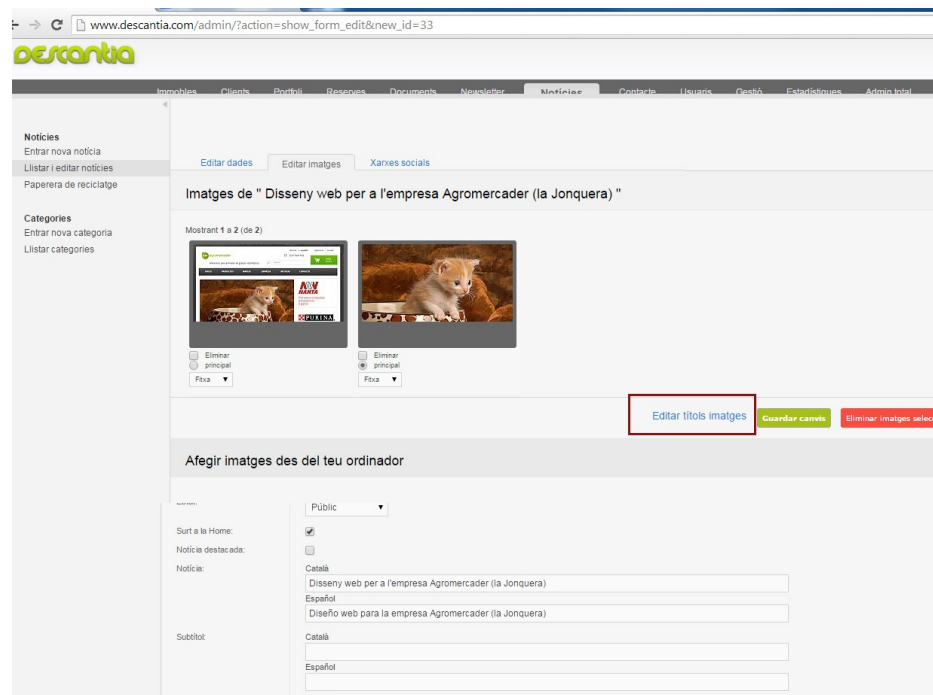 www.descantia.com/admin/?action=show_form_edit&new_id=33
Descantia
Immobles Clients Portfoli Reserves Documents Newsletter Notícies Contacte Usuaris Gestió Estadístiques Admin total
Notícies
Entrar nova notícia
Llistar i editar notícies
Paperera de reciclatge
Categories
Entrar nova categoria
Llistar categories
Editar dades Editar imatges Xarxes socials
Imatges de " Disseny web per a l'empresa Agromercader (la Jonquera) "
Mostrant 1 a 2 (de 2)
NANTA
PURINA
Eliminar
principal
Fitxa
Eliminar
principal
Fitxa
Editar títols imatges Guardar canvis Eliminar imatges selec
Afegir imatges des del teu ordinador
Públic
Surt a la Home:
Notícia destacada:
Notícia:
Català
Disseny web per a l'empresa Agromercader (la Jonquera)
Español
Diseño web para la empresa Agromercader (la Jonquera)
Subtítol:
Català
Español